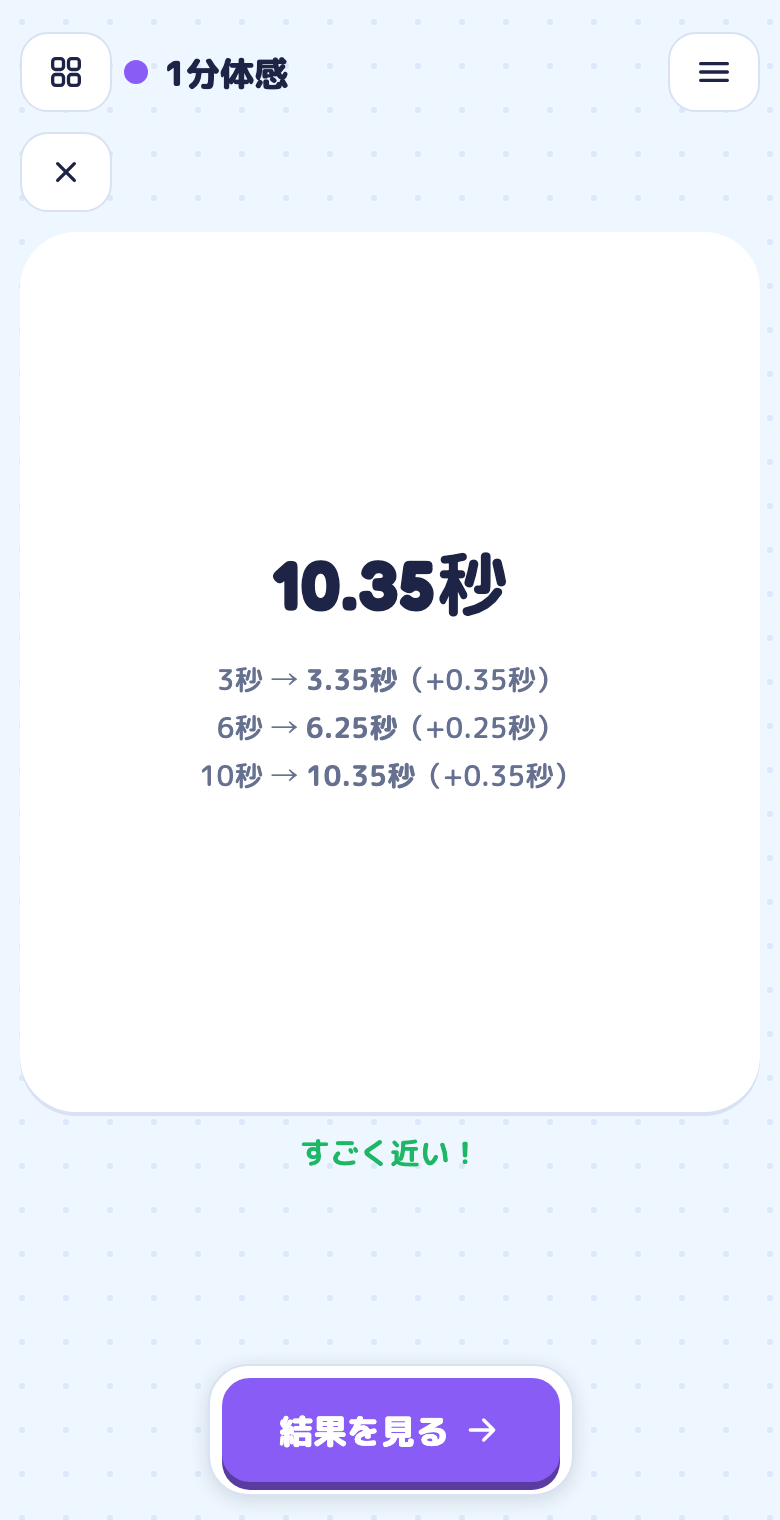 1分体感
10.35秒
3秒 → 3.35秒（+0.35秒）
6秒 → 6.25秒（+0.25秒）
10秒 → 10.35秒（+0.35秒）
すごく近い！
結果を見る →